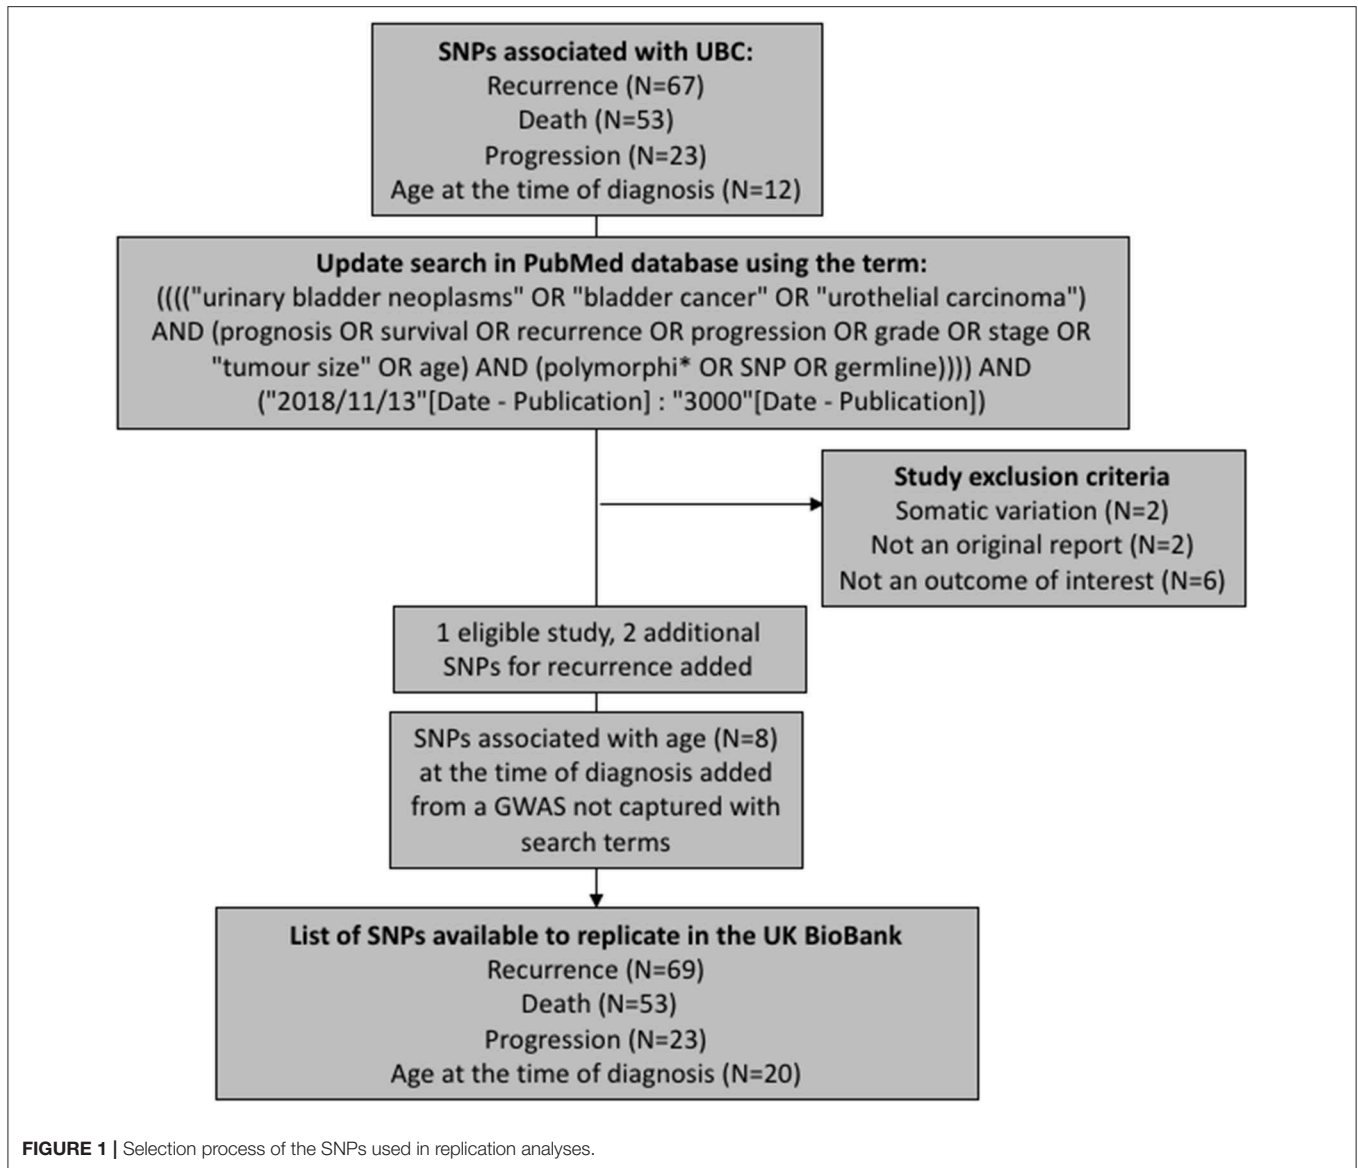 SNPs associated with UBC:
Recurrence (N=67)
Death (N=53)
Progression (N=23)
Age at the time of diagnosis (N=12)
Update search in PubMed database using the term:
(((("urinary bladder neoplasms" OR "bladder cancer" OR "urothelial carcinoma")
AND (prognosis OR survival OR recurrence OR progression OR grade OR stage OR
"tumour size" OR age) AND (polymorphi* OR SNP OR germline)))) AND
("2018/11/13"[Date - Publication] : "3000"[Date - Publication])
Study exclusion criteria
Somatic variation (N=2)
Not an original report (N=2)
Not an outcome of interest (N=6)
1 eligible study, 2 additional
SNPs for recurrence added
SNPs associated with age (N=8)
at the time of diagnosis added
from a GWAS not captured with
search terms
List of SNPs available to replicate in the UK BioBank
Recurrence (N=69)
Death (N=53)
Progression (N=23)
Age at the time of diagnosis (N=20)
FIGURE 1 | Selection process of the SNPs used in replication analyses.